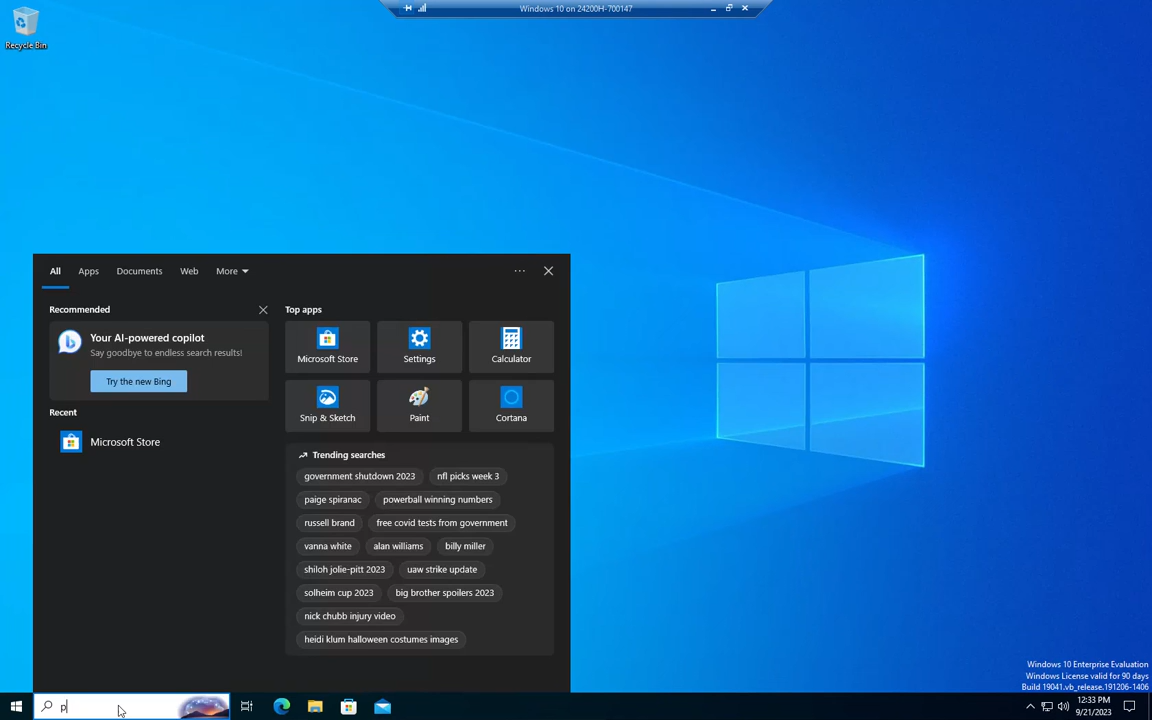 Windows 10 on 24200H-700147
Recycle Bin
All Apps Documents Web More
Recommended
Your AI-powered copilot
Say goodbye to endless search results!
Try the new Bing
Recent
Microsoft Store
Top apps
Microsoft Store Settings Calculator
Snip & Sketch Paint Cortana
Trending searches
government shutdown 2023 nfl picks week 3
paige spiranac powerball winning numbers
russell brand free covid tests from government
vanna white alan williams billy miller
shiloh jolie-pitt 2023 uaw strike update
solheim cup 2023 big brother spoilers 2023
nick chubb injury video
heidi klum halloween costumes images
Windows 10 Enterprise Evaluation
Windows License valid for 90 days
Build 19041.vb_release.191206-1406
p
12:33 PM
9/21/2023